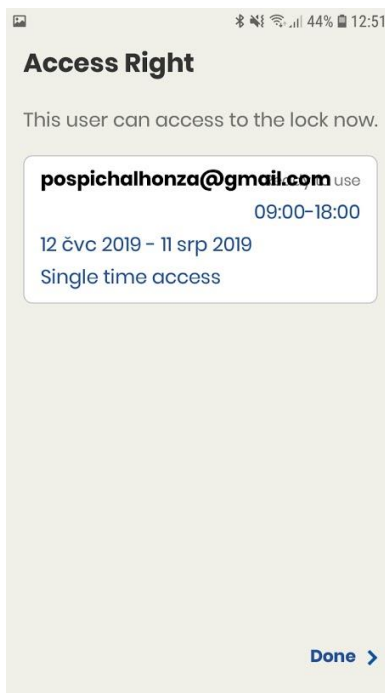 44% 12:51
Access Right
This user can access to the lock now.
pospichalhonza@gmail.com use
09:00-18:00
12 čvc 2019 - 11 srp 2019
Single time access
Done